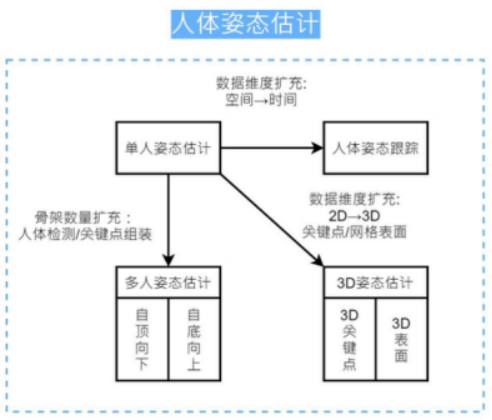 人体姿态估计
数据维度扩充:
空间→时间
单人姿态估计
人体姿态跟踪
骨架数量扩充:
人体检测/关键点组装
数据维度扩充:
2D→3D
关键点/网格表面
多人姿态估计
自顶向下
自底向上
3D姿态估计
3D关键点
3D表面